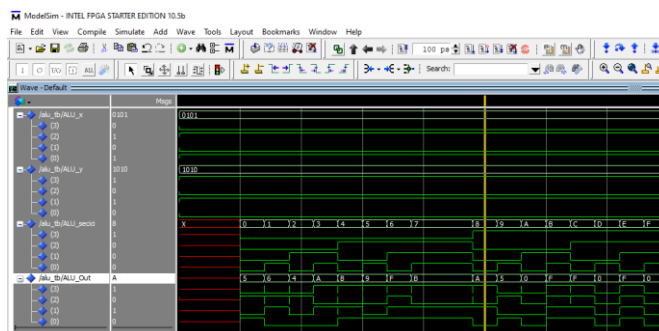 ModelSim - INTEL FPGA STARTER EDITION 10.5b
File Edit View Compile Simulate Add Wave Tools Layout Bookmarks Window Help
100 ps
Search:
Wave - Default
Msgs
/alu_tb/ALU_x 0101 0101
(3) 0
(2) 1
(1) 0
(0) 1
/alu_tb/ALU_y 1010 1010
(3) 1
(2) 0
(1) 1
(0) 0
/alu_tb/ALU_secici 8 X 0 1 2 3 4 5 6 7 8 9 A B C D E F
(3) 1
(2) 0
(1) 0
(0) 0
/alu_tb/ALU_Out A 5 6 4 A B 9 F B A 5 0 F F 0 F 0
(3) 1
(2) 0
(1) 1
(0) 0